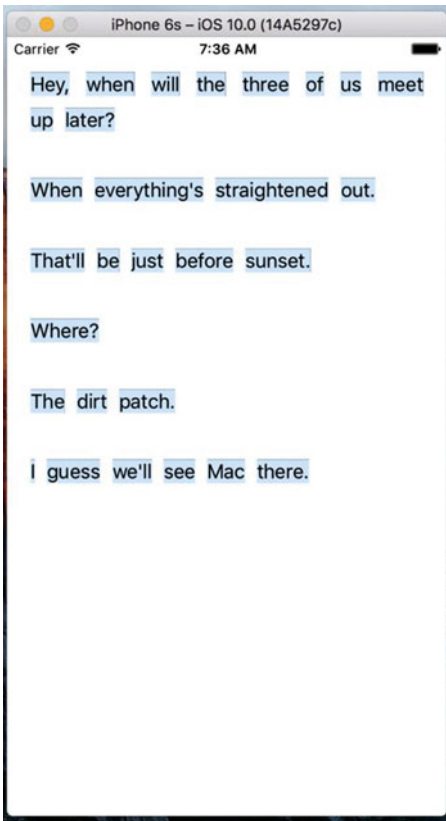 iPhone 6s – iOS 10.0 (14A5297c)
Carrier 7:36 AM
Hey, when will the three of us meet
up later?
When everything's straightened out.
That'll be just before sunset.
Where?
The dirt patch.
I guess we'll see Mac there.